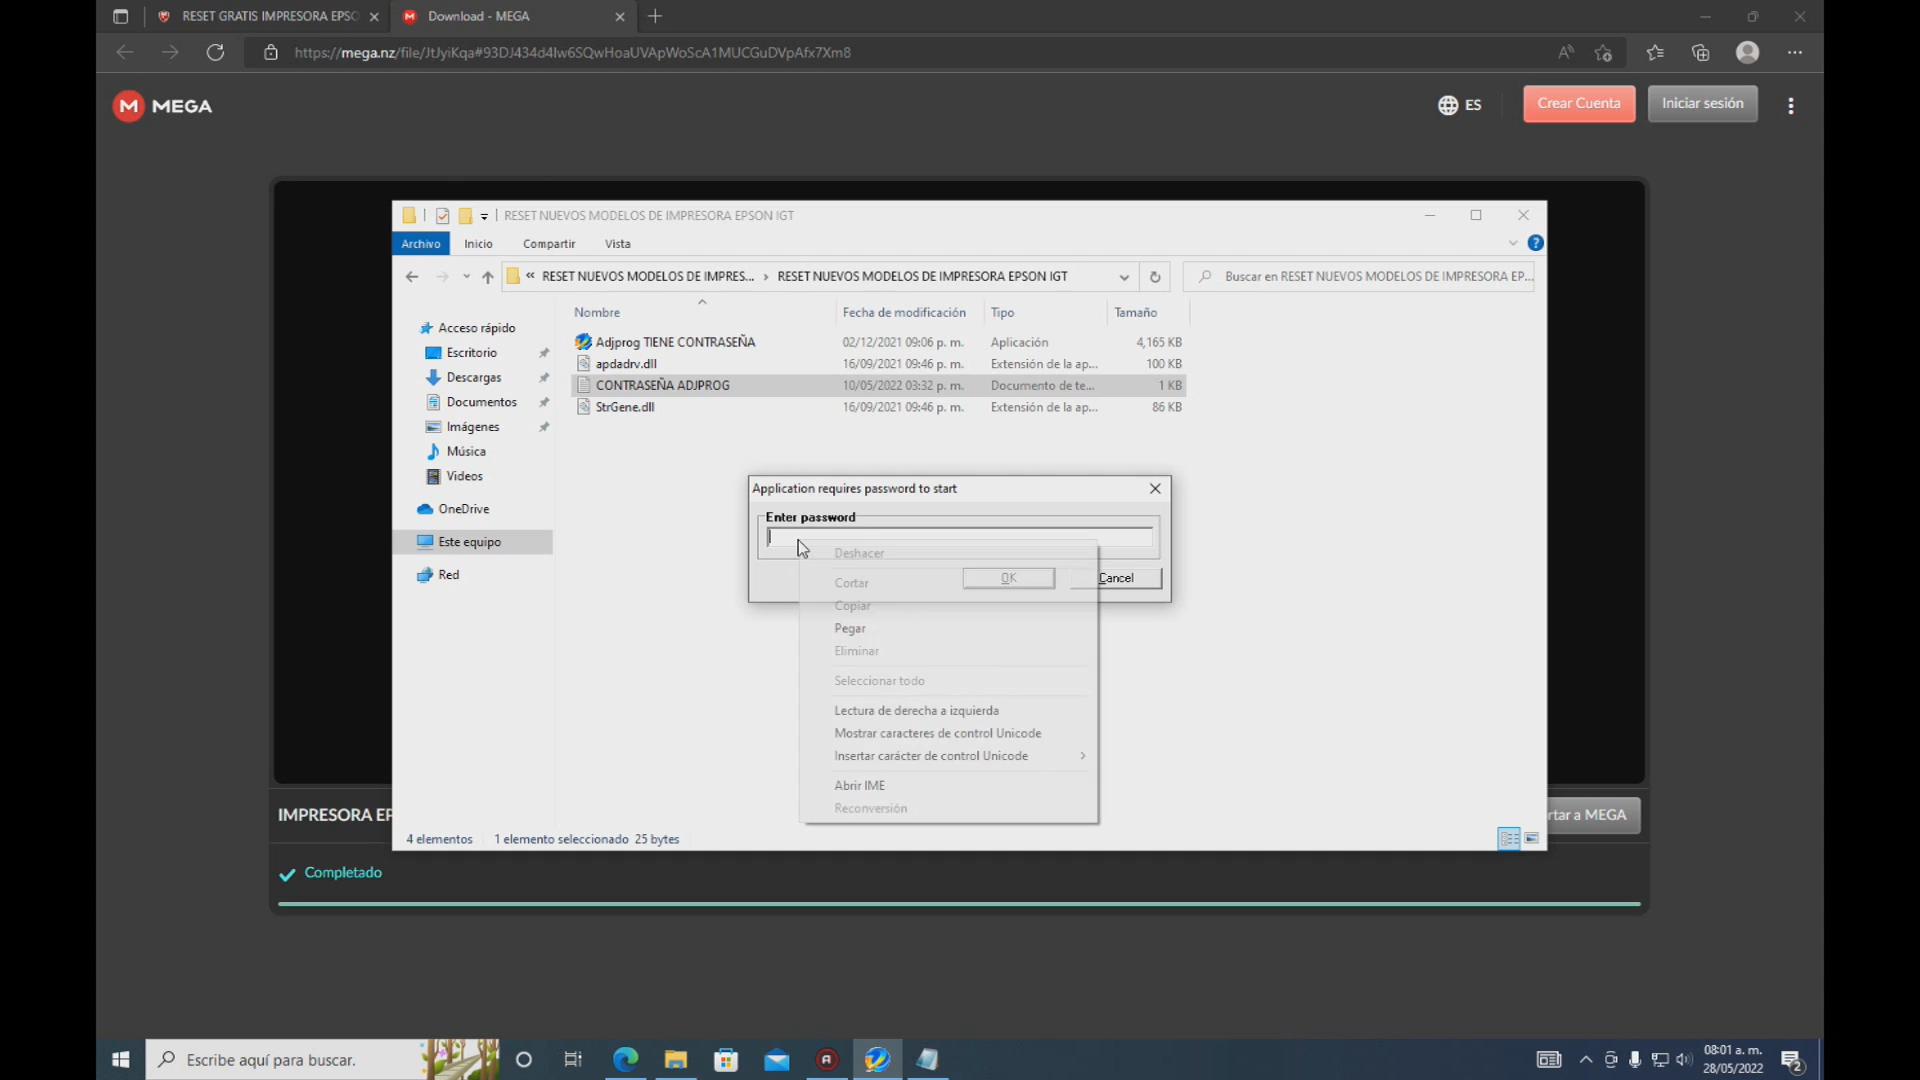 RESET GRATIS IMPRESORA EPSO
Download - MEGA
https://mega.nz/file/JtJyiKqa#93DJ434d4Iw6SQwHoaUVApWoScA1MUCGuDVpAfx7Xm8
MEGA
ES
Crear Cuenta
Iniciar sesión
RESET NUEVOS MODELOS DE IMPRESORA EPSON IGT
Archivo
Inicio
Compartir
Vista
« RESET NUEVOS MODELOS DE IMPRES... › RESET NUEVOS MODELOS DE IMPRESORA EPSON IGT
Buscar en RESET NUEVOS MODELOS DE IMPRESORA EP...
Nombre Fecha de modificación Tipo Tamaño
Adjprog TIENE CONTRASEÑA 02/12/2021 09:06 p. m. Aplicación 4,165 KB
apdadrv.dll 16/09/2021 09:46 p. m. Extensión de la ap... 100 KB
CONTRASEÑA ADJPROG 10/05/2022 03:32 p. m. Documento de te... 1 KB
StrGene.dll 16/09/2021 09:46 p. m. Extensión de la ap... 86 KB
Acceso rápido
Escritorio
Descargas
Documentos
Imágenes
Música
Videos
OneDrive
Este equipo
Red
Application requires password to start
Enter password
OK
Cancel
Deshacer
Cortar
Copiar
Pegar
Eliminar
Seleccionar todo
Lectura de derecha a izquierda
Mostrar caracteres de control Unicode
Insertar carácter de control Unicode
Abrir IME
Reconversión
4 elementos 1 elemento seleccionado 25 bytes
IMPRESORA EP
rtar a MEGA
Completado
Escribe aquí para buscar.
08:01 a. m.
28/05/2022
2